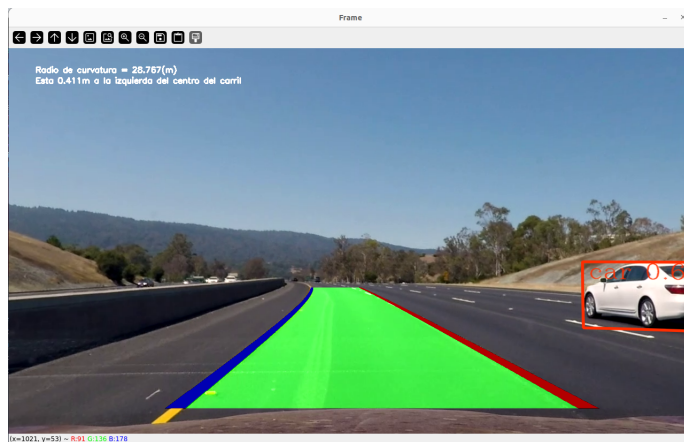 Frame
Radio de curvatura = 28.767(m)
Esta 0.411m a la izquierda del centro del carril
car 0.6
(x=1021, y=53) ~ R:91 G:136 B:178